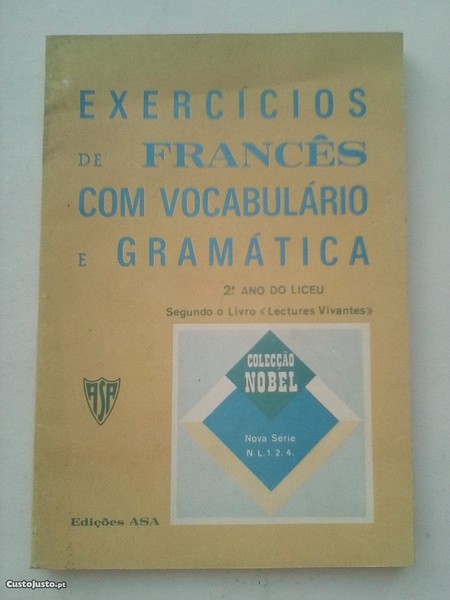 EXERCÍCIOS
DE FRANCÊS
COM VOCABULÁRIO
E GRAMÁTICA
2.º ANO DO LICEU
Segundo o Livro «Lectures Vivantes»
COLECÇÃO
NOBEL
Nova Série
N. L. 1. 2. 4.
ASA
Edições ASA
CustoJusto.pt